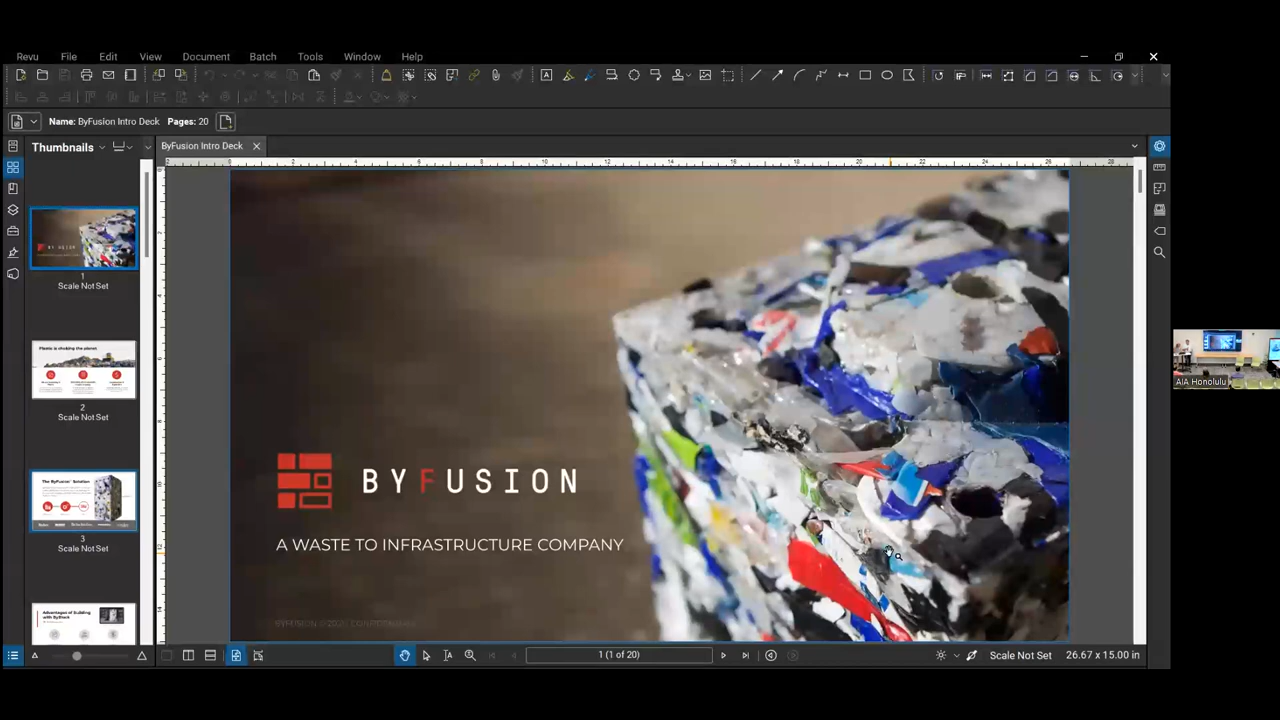 Revu File Edit View Document Batch Tools Window Help
Name: ByFusion Intro Deck Pages: 20
Thumbnails
ByFusion Intro Deck
1
Scale Not Set
Plastic is choking the planet
2
Scale Not Set
The ByFusion Solution
3
Scale Not Set
Advantages of Building
with ByBlock
BYFUSION
A WASTE TO INFRASTRUCTURE COMPANY
1 (1 of 20)
Scale Not Set
26.67 x 15.00 in
AIA Honolulu